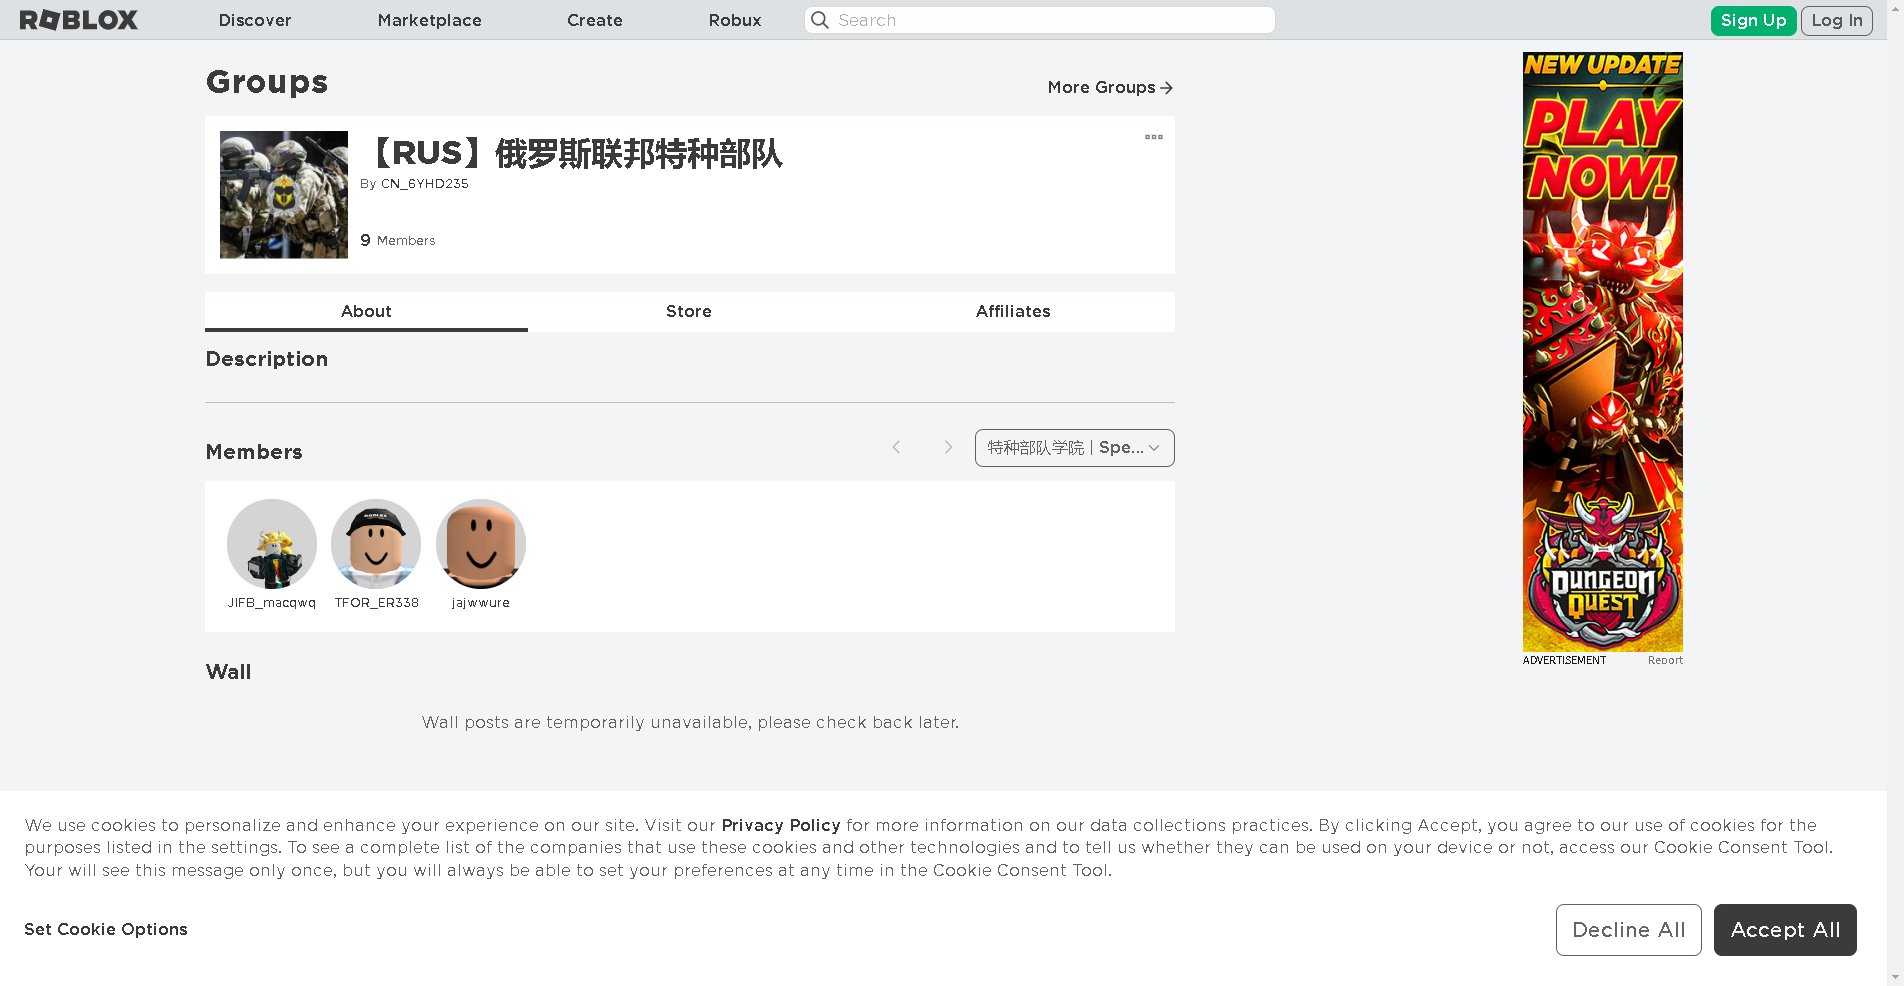 ROBLOX
Discover
Marketplace
Create
Robux
Search
Sign Up
Log In
Groups
More Groups
【RUS】俄罗斯联邦特种部队
By CN_6YHD235
9 Members
About
Store
Affiliates
Description
Members
特种部队学院 | Spe...
JIFB_macqwq
TFOR_ER338
jajwwure
Wall
Wall posts are temporarily unavailable, please check back later.
NEW UPDATE
PLAY
NOW!
DUNGEON
QUEST
ADVERTISEMENT
Report
We use cookies to personalize and enhance your experience on our site. Visit our Privacy Policy for more information on our data collections practices. By clicking Accept, you agree to our use of cookies for the
purposes listed in the settings. To see a complete list of the companies that use these cookies and other technologies and to tell us whether they can be used on your device or not, access our Cookie Consent Tool.
Your will see this message only once, but you will always be able to set your preferences at any time in the Cookie Consent Tool.
Set Cookie Options
Decline All
Accept All